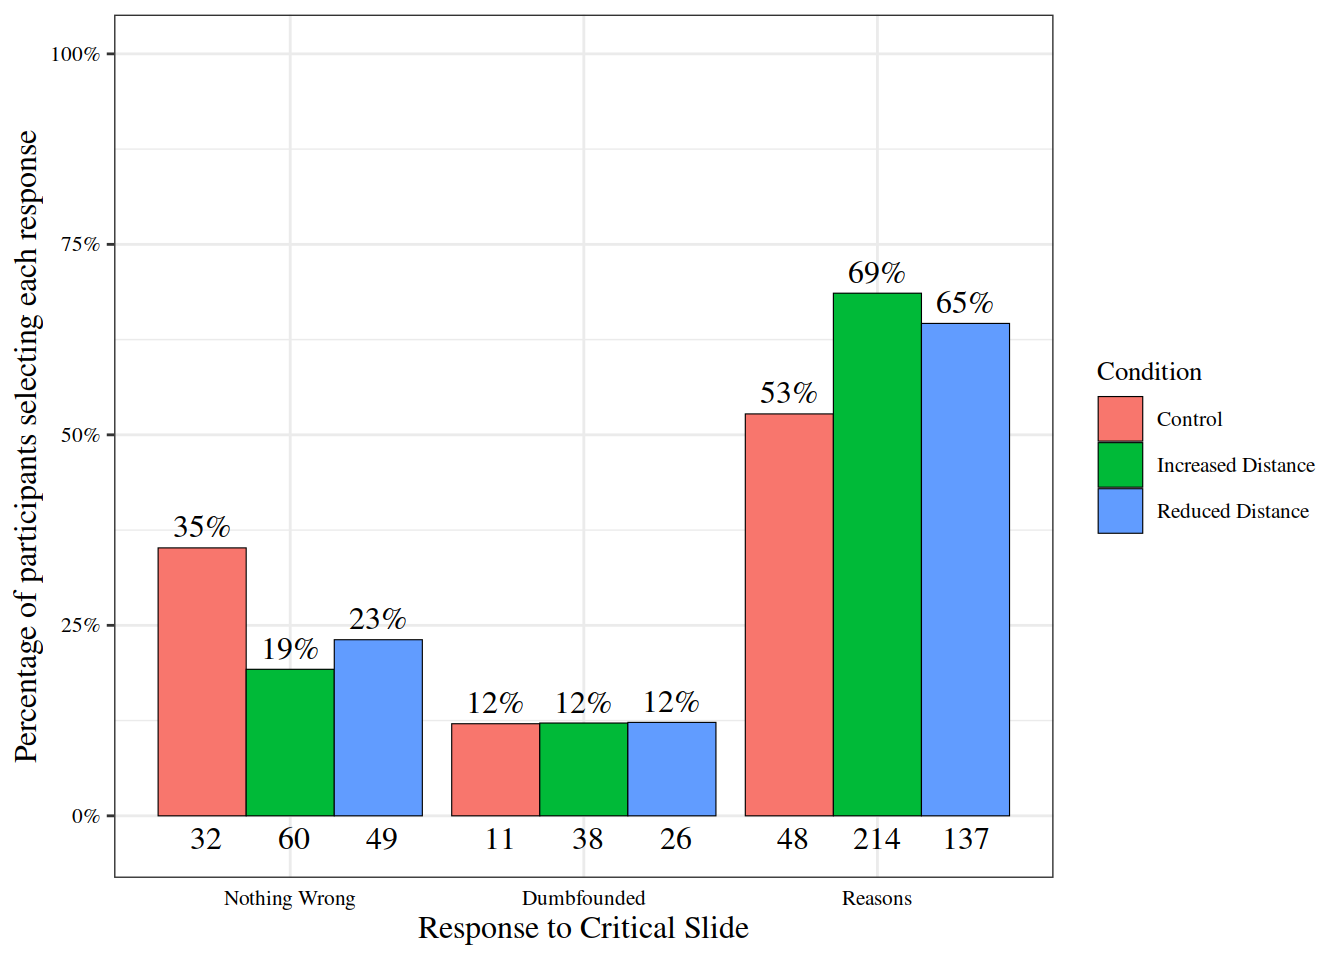 Percentage of participants selecting each response
100%
75%
50%
25%
0%
35%
19%
23%
12%
12%
12%
53%
69%
65%
32
60
49
11
38
26
48
214
137
Nothing Wrong
Dumbfounded
Reasons
Response to Critical Slide
Condition
Control
Increased Distance
Reduced Distance